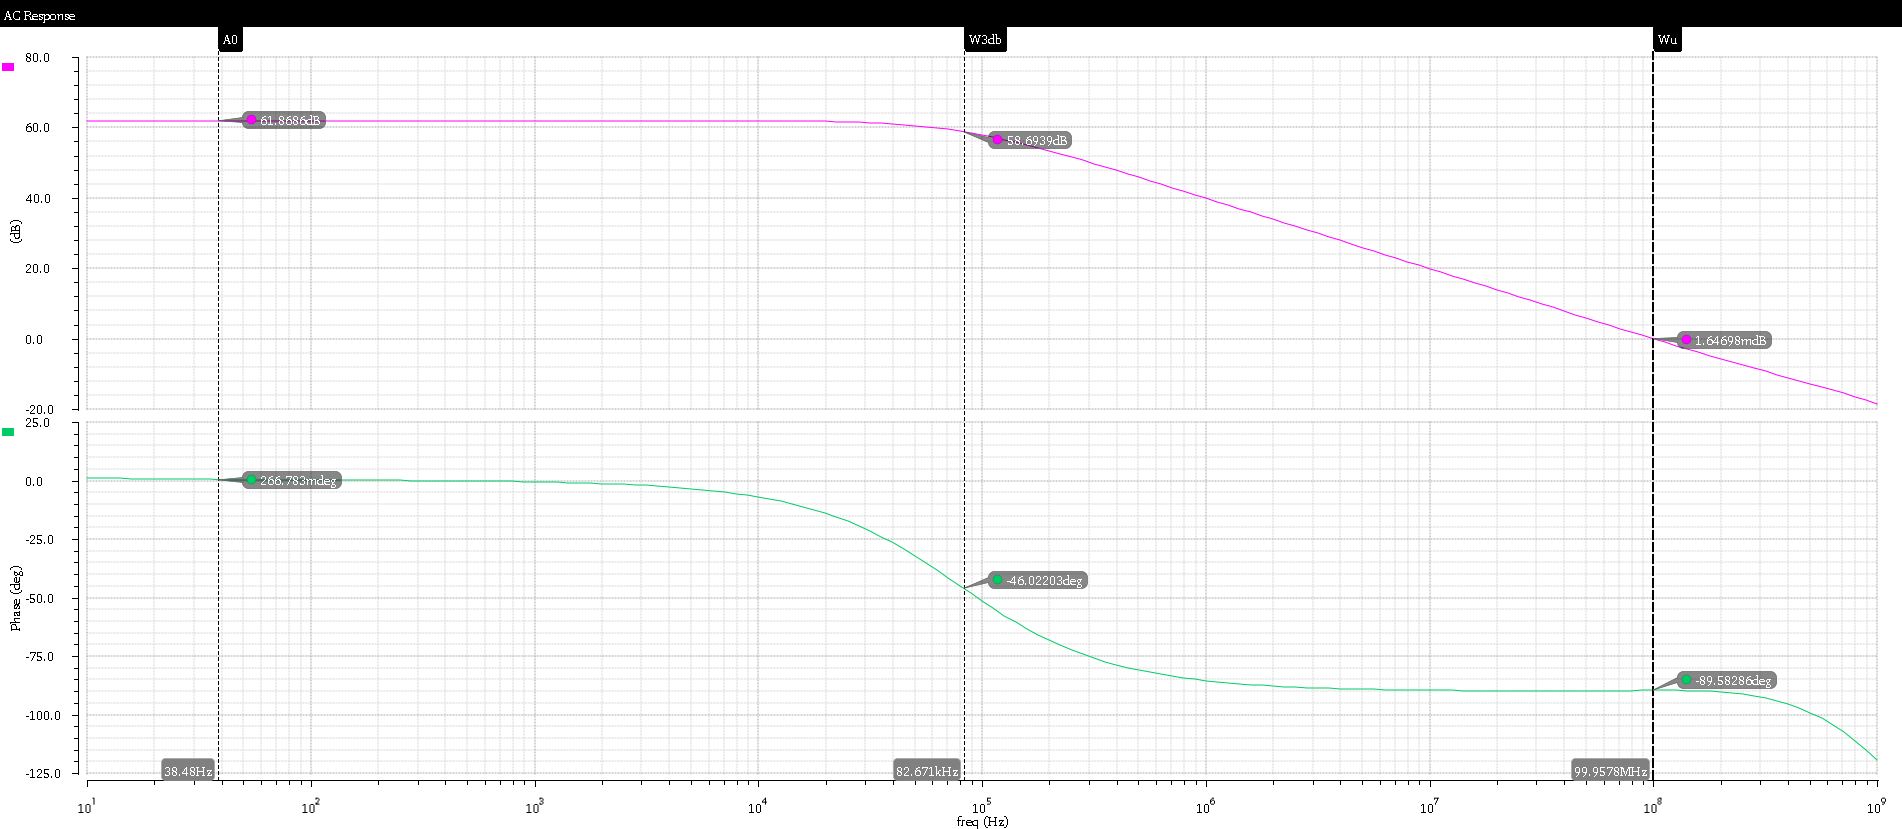 AC Response
A0
W3db
Wu
80.0
60.0
40.0
20.0
0.0
-20.0
(dB)
61.8686dB
58.6939dB
1.64698mdB
25.0
0.0
-25.0
-50.0
-75.0
-100.0
-125.0
Phase (deg)
266.783mdeg
-46.02203deg
-89.58286deg
38.48Hz
82.671kHz
99.9578MHz
10¹
10²
10³
10⁴
10⁵
10⁶
10⁷
10⁸
10⁹
freq (Hz)